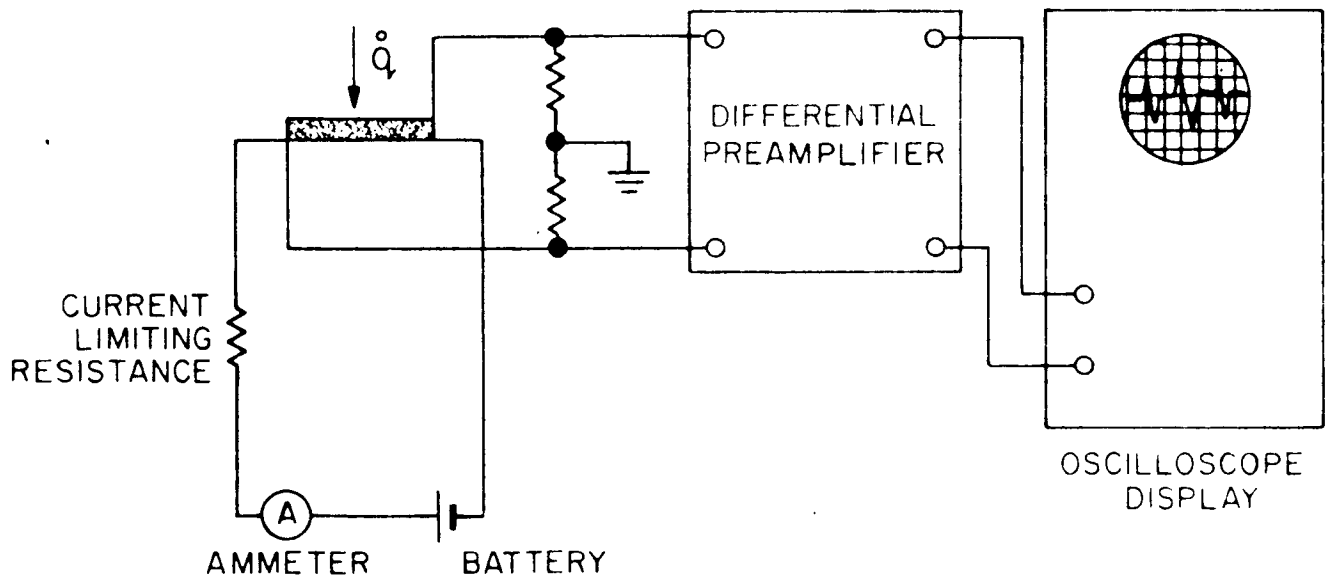 q̊
DIFFERENTIAL
PREAMPLIFIER
CURRENT
LIMITING
RESISTANCE
A
AMMETER
BATTERY
OSCILLOSCOPE
DISPLAY